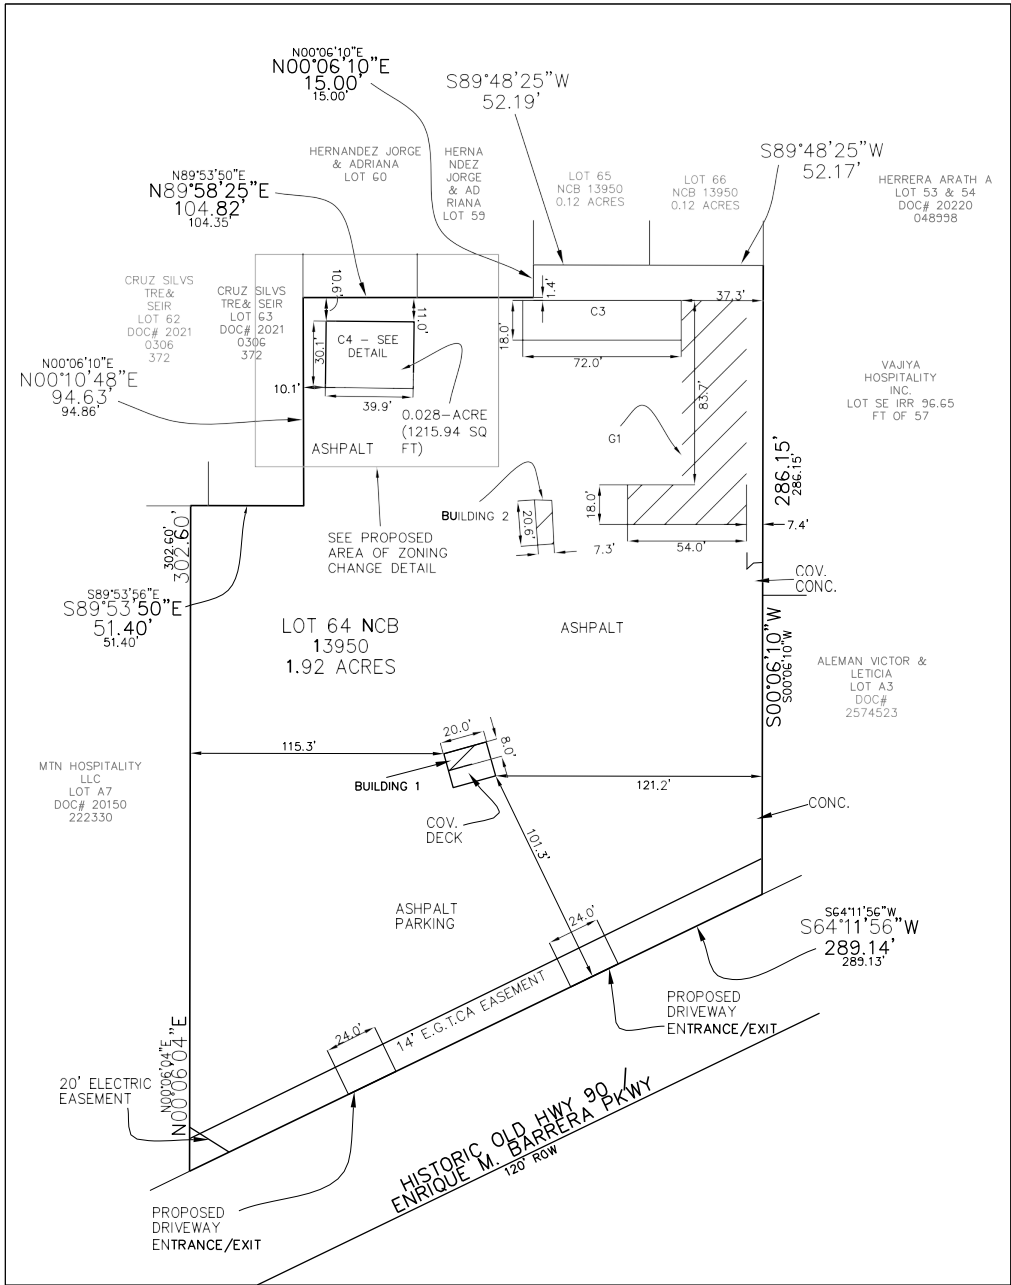 N00°06'10"E
N00°06'10"E
15.00'
15.00'
S89°48'25"W
52.19'
S89°48'25"W
52.17'
HERNANDEZ JORGE
& ADRIANA
LOT 60
HERNA
NDEZ
JORGE
& AD
RIANA
LOT 59
LOT 65
NCB 13950
0.12 ACRES
LOT 66
NCB 13950
0.12 ACRES
HERRERA ARATH A
LOT 53 & 54
DOC# 20220
048998
N89°53'50"E
N89°58'25"E
104.82'
104.35'
CRUZ SILVS
TRE&
SEIR
LOT 62
DOC# 2021
0306
372
CRUZ SILVS
TRE& SEIR
LOT 63
DOC# 2021
0306
372
10.6'
11.0'
1.4'
37.3'
C3
18.0'
72.0'
C4 - SEE
DETAIL
30.1'
10.1'
39.9'
83.7'
N00°06'10"E
N00°10'48"E
94.63'
94.86'
0.028-ACRE
(1215.94 SQ
FT)
ASHPALT
G1
VAJIYA
HOSPITALITY
INC.
LOT SE IRR 96.65
FT OF 57
286.15'
286.15'
BUILDING 2
20.6'
7.3'
18.0'
54.0'
7.4'
SEE PROPOSED
AREA OF ZONING
CHANGE DETAIL
302.60'
302.60'
COV.
CONC.
S89°53'56"E
S89°53'50"E
51.40'
51.40'
LOT 64 NCB
13950
1.92 ACRES
ASHPALT
S00°06'10"W
S00°06'10"W
ALEMAN VICTOR &
LETICIA
LOT A3
DOC#
2574523
20.0'
8.0'
115.3'
BUILDING 1
121.2'
MTN HOSPITALITY
LLC
LOT A7
DOC# 20150
222330
COV.
DECK
CONC.
101.3'
ASHPALT
PARKING
24.0'
S64°11'56"W
S64°11'56"W
289.14'
289.13'
14' E.G.T.CA EASEMENT
PROPOSED
DRIVEWAY
ENTRANCE/EXIT
24.0'
N00°06'04"E
N00°06'04"E
20' ELECTRIC
EASEMENT
HISTORIC OLD HWY 90 /
ENRIQUE M. BARRERA PKWY
120' ROW
PROPOSED
DRIVEWAY
ENTRANCE/EXIT